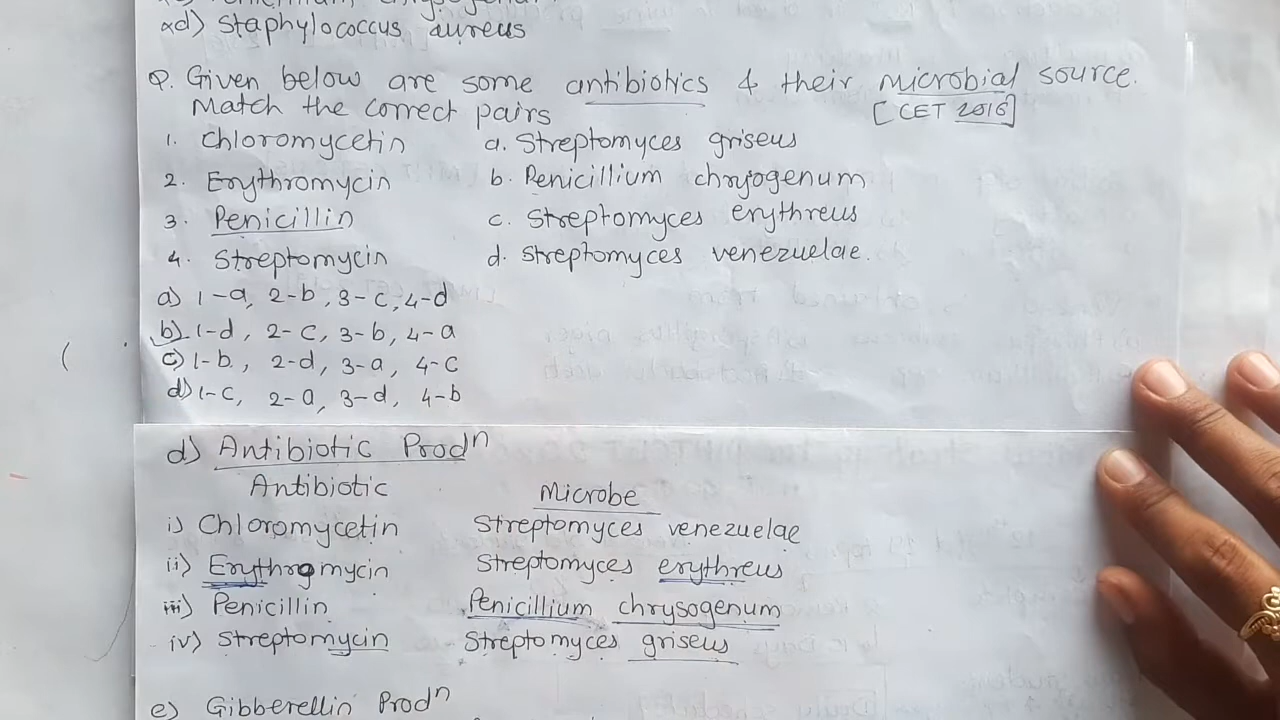 αd) Staphylococcus aureus
Q. Given below are some antibiotics & their microbial source.
Match the correct pairs [CET 2016]
1. Chloromycetin a. Streptomyces griseus
2. Erythromycin b. Penicillium chryogenum
3. Penicillin c. Streptomyces erythreus
4. Streptomycin d. Streptomyces venezuelae.
a) 1-a, 2-b, 3-c, 4-d
b) 1-d, 2-c, 3-b, 4-a
c) 1-b, 2-d, 3-a, 4-c
d) 1-c, 2-a, 3-d, 4-b
d) Antibiotic Prodⁿ
Antibiotic Microbe
i) Chloromycetin Streptomyces venezuelae
ii) Erythromycin Streptomyces erythreus
iii) Penicillin Penicillium chrysogenum
iv) Streptomycin Streptomyces griseus
e) Gibberellin Prodⁿ